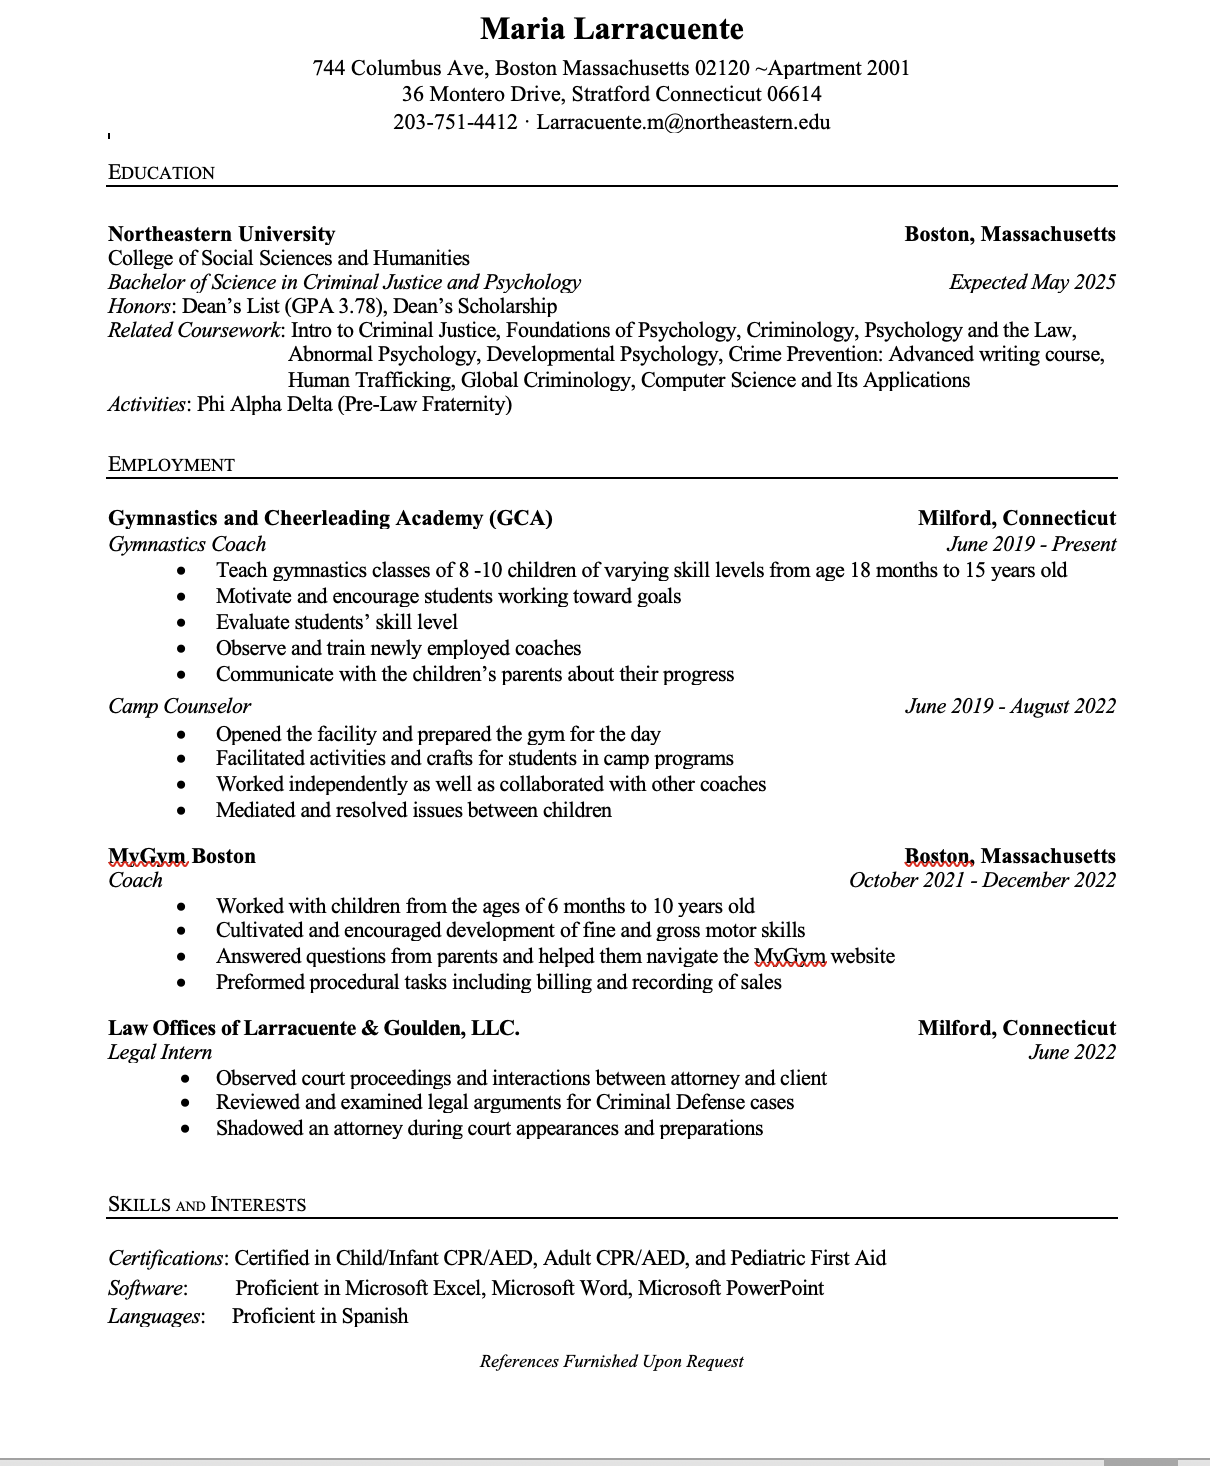 Maria Larracuente
744 Columbus Ave, Boston Massachusetts 02120 ~Apartment 2001
36 Montero Drive, Stratford Connecticut 06614
203-751-4412 · Larracuente.m@northeastern.edu
EDUCATION
Northeastern University Boston, Massachusetts
College of Social Sciences and Humanities
Bachelor of Science in Criminal Justice and Psychology Expected May 2025
Honors: Dean’s List (GPA 3.78), Dean’s Scholarship
Related Coursework: Intro to Criminal Justice, Foundations of Psychology, Criminology, Psychology and the Law,
Abnormal Psychology, Developmental Psychology, Crime Prevention: Advanced writing course,
Human Trafficking, Global Criminology, Computer Science and Its Applications
Activities: Phi Alpha Delta (Pre-Law Fraternity)
EMPLOYMENT
Gymnastics and Cheerleading Academy (GCA) Milford, Connecticut
Gymnastics Coach June 2019 - Present
• Teach gymnastics classes of 8 -10 children of varying skill levels from age 18 months to 15 years old
• Motivate and encourage students working toward goals
• Evaluate students’ skill level
• Observe and train newly employed coaches
• Communicate with the children’s parents about their progress
Camp Counselor June 2019 - August 2022
• Opened the facility and prepared the gym for the day
• Facilitated activities and crafts for students in camp programs
• Worked independently as well as collaborated with other coaches
• Mediated and resolved issues between children
MyGym Boston Boston, Massachusetts
Coach October 2021 - December 2022
• Worked with children from the ages of 6 months to 10 years old
• Cultivated and encouraged development of fine and gross motor skills
• Answered questions from parents and helped them navigate the MyGym website
• Preformed procedural tasks including billing and recording of sales
Law Offices of Larracuente & Goulden, LLC. Milford, Connecticut
Legal Intern June 2022
• Observed court proceedings and interactions between attorney and client
• Reviewed and examined legal arguments for Criminal Defense cases
• Shadowed an attorney during court appearances and preparations
SKILLS AND INTERESTS
Certifications: Certified in Child/Infant CPR/AED, Adult CPR/AED, and Pediatric First Aid
Software: Proficient in Microsoft Excel, Microsoft Word, Microsoft PowerPoint
Languages: Proficient in Spanish
References Furnished Upon Request